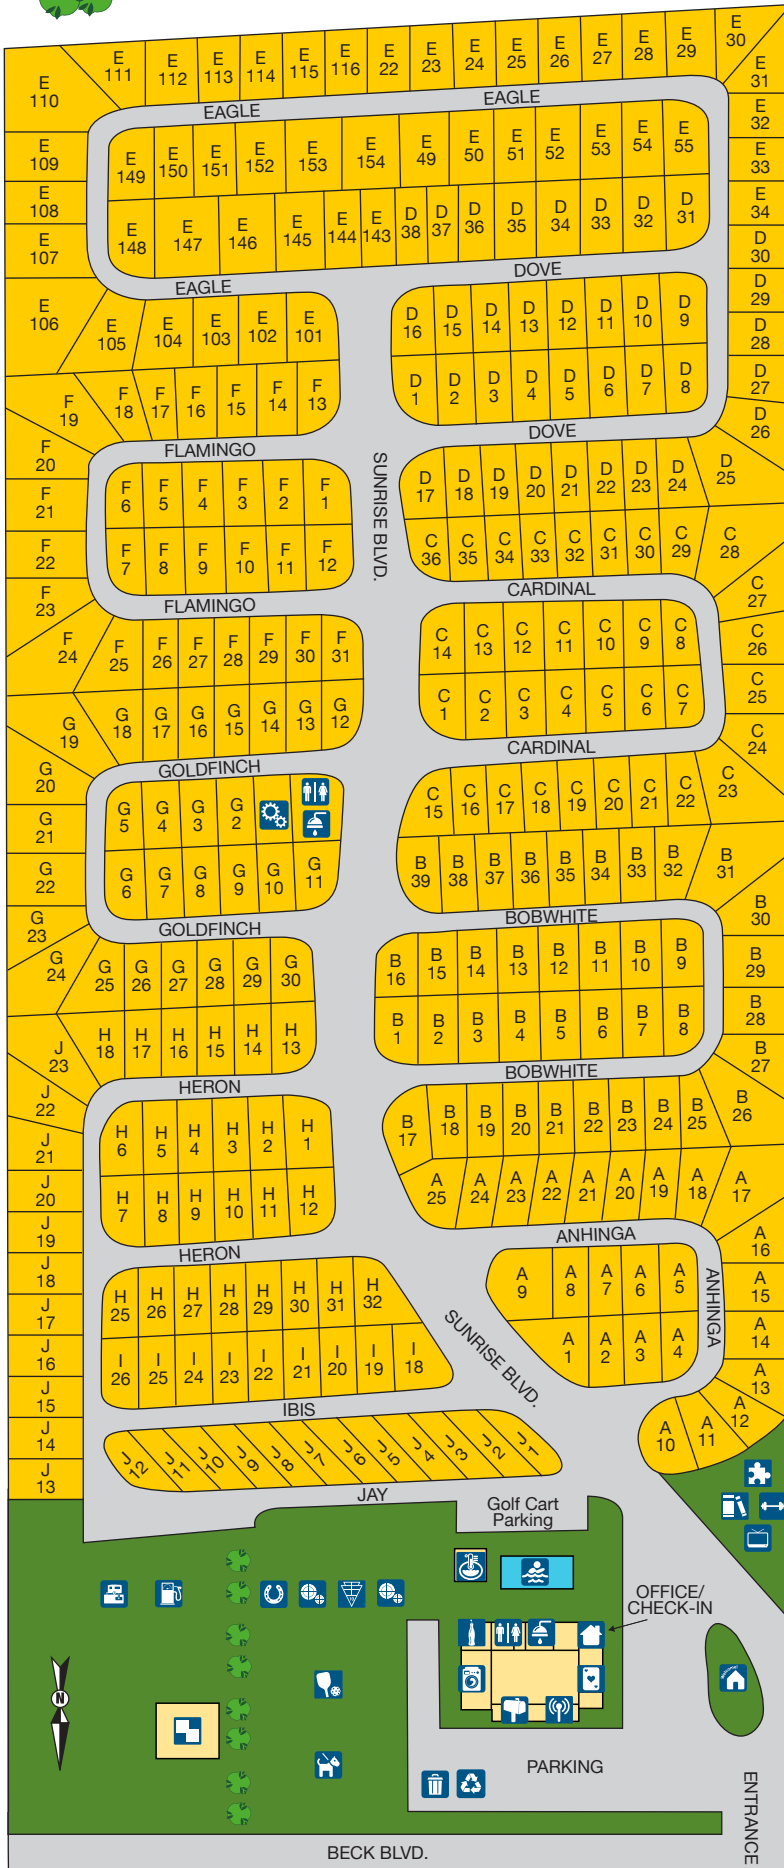 E 111
E 112
E 113
E 114
E 115
E 116
E 22
E 23
E 24
E 25
E 26
E 27
E 28
E 29
E 30
E 31
E 110
EAGLE
EAGLE
E 32
E 109
E 149
E 150
E 151
E 152
E 153
E 154
E 49
E 50
E 51
E 52
E 53
E 54
E 55
E 33
E 108
E 34
E 107
E 148
E 147
E 146
E 145
E 144
E 143
D 38
D 37
D 36
D 35
D 34
D 33
D 32
D 31
D 30
EAGLE
DOVE
D 29
E 106
E 105
E 104
E 103
E 102
E 101
D 16
D 15
D 14
D 13
D 12
D 11
D 10
D 9
D 28
D 1
D 2
D 3
D 4
D 5
D 6
D 7
D 8
D 27
F 19
F 18
F 17
F 16
F 15
F 14
F 13
D 26
DOVE
FLAMINGO
F 20
SUNRISE BLVD.
D 17
D 18
D 19
D 20
D 21
D 22
D 23
D 24
D 25
F 21
F 6
F 5
F 4
F 3
F 2
F 1
F 22
F 7
F 8
F 9
F 10
F 11
F 12
C 36
C 35
C 34
C 33
C 32
C 31
C 30
C 29
C 28
CARDINAL
C 27
F 23
FLAMINGO
F 24
F 25
F 26
F 27
F 28
F 29
F 30
F 31
C 14
C 13
C 12
C 11
C 10
C 9
C 8
C 26
C 25
G 19
G 18
G 17
G 16
G 15
G 14
G 13
G 12
C 1
C 2
C 3
C 4
C 5
C 6
C 7
C 24
CARDINAL
GOLDFINCH
G 20
G 5
G 4
G 3
G 2
C 15
C 16
C 17
C 18
C 19
C 20
C 21
C 22
C 23
G 21
G 22
G 6
G 7
G 8
G 9
G 10
G 11
B 39
B 38
B 37
B 36
B 35
B 34
B 33
B 32
B 31
BOBWHITE
B 30
G 23
GOLDFINCH
G 24
G 25
G 26
G 27
G 28
G 29
G 30
B 16
B 15
B 14
B 13
B 12
B 11
B 10
B 9
B 29
B 28
J 23
H 18
H 17
H 16
H 15
H 14
H 13
B 1
B 2
B 3
B 4
B 5
B 6
B 7
B 8
B 27
BOBWHITE
HERON
J 22
H 6
H 5
H 4
H 3
H 2
H 1
B 17
B 18
B 19
B 20
B 21
B 22
B 23
B 24
B 25
B 26
J 21
J 20
H 7
H 8
H 9
H 10
H 11
H 12
A 25
A 24
A 23
A 22
A 21
A 20
A 19
A 18
A 17
J 19
HERON
ANHINGA
A 16
J 18
H 25
H 26
H 27
H 28
H 29
H 30
H 31
H 32
A 9
A 8
A 7
A 6
A 5
ANHINGA
A 15
J 17
SUNRISE BLVD.
A 14
J 16
I 26
I 25
I 24
I 23
I 22
I 21
I 20
I 19
I 18
A 1
A 2
A 3
A 4
A 13
J 15
IBIS
A 12
A 11
A 10
J 14
J 12
J 11
J 10
J 9
J 8
J 7
J 6
J 5
J 4
J 3
J 2
J 1
J 13
JAY
Golf Cart
Parking
OFFICE/
CHECK-IN
welcome!
N
PARKING
ENTRANCE
BECK BLVD.